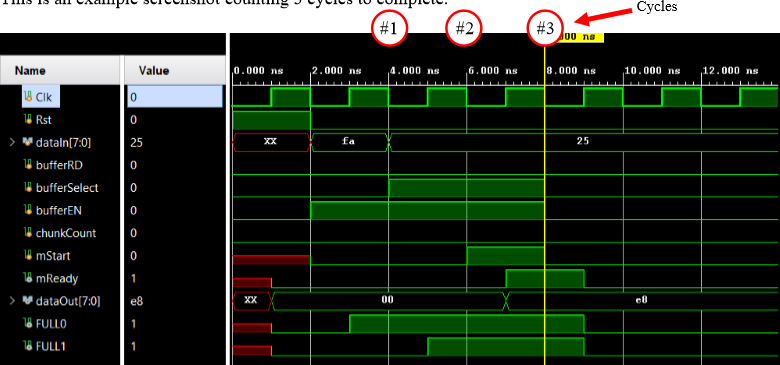 This is an example screenshot counting 3 cycles to complete.
Cycles
#1 #2 #3
000 ns
Name Value
0.000 ns 2.000 ns 4.000 ns 6.000 ns 8.000 ns 10.000 ns 12.000 ns
Clk 0
Rst 0
dataIn[7:0] 25 XX fa 25
bufferRD 0
bufferSelect 0
bufferEN 0
chunkCount 0
mStart 0
mReady 1
dataOut[7:0] e8 XX 00 e8
FULL0 1
FULL1 1